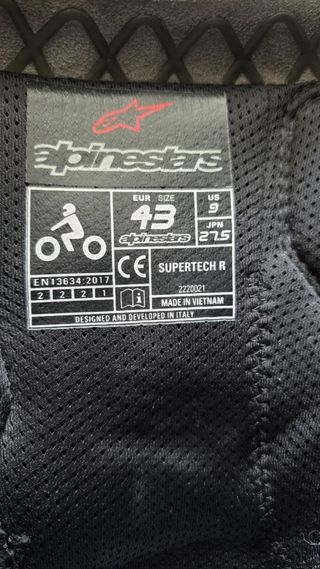 alpinestars
EUR SIZE US
43 9
alpinestars JPN
27.5
EN13634:2017 CE SUPERTECH R
2 2 2 1 i 2220021
MADE IN VIETNAM
DESIGNED AND DEVELOPED IN ITALY